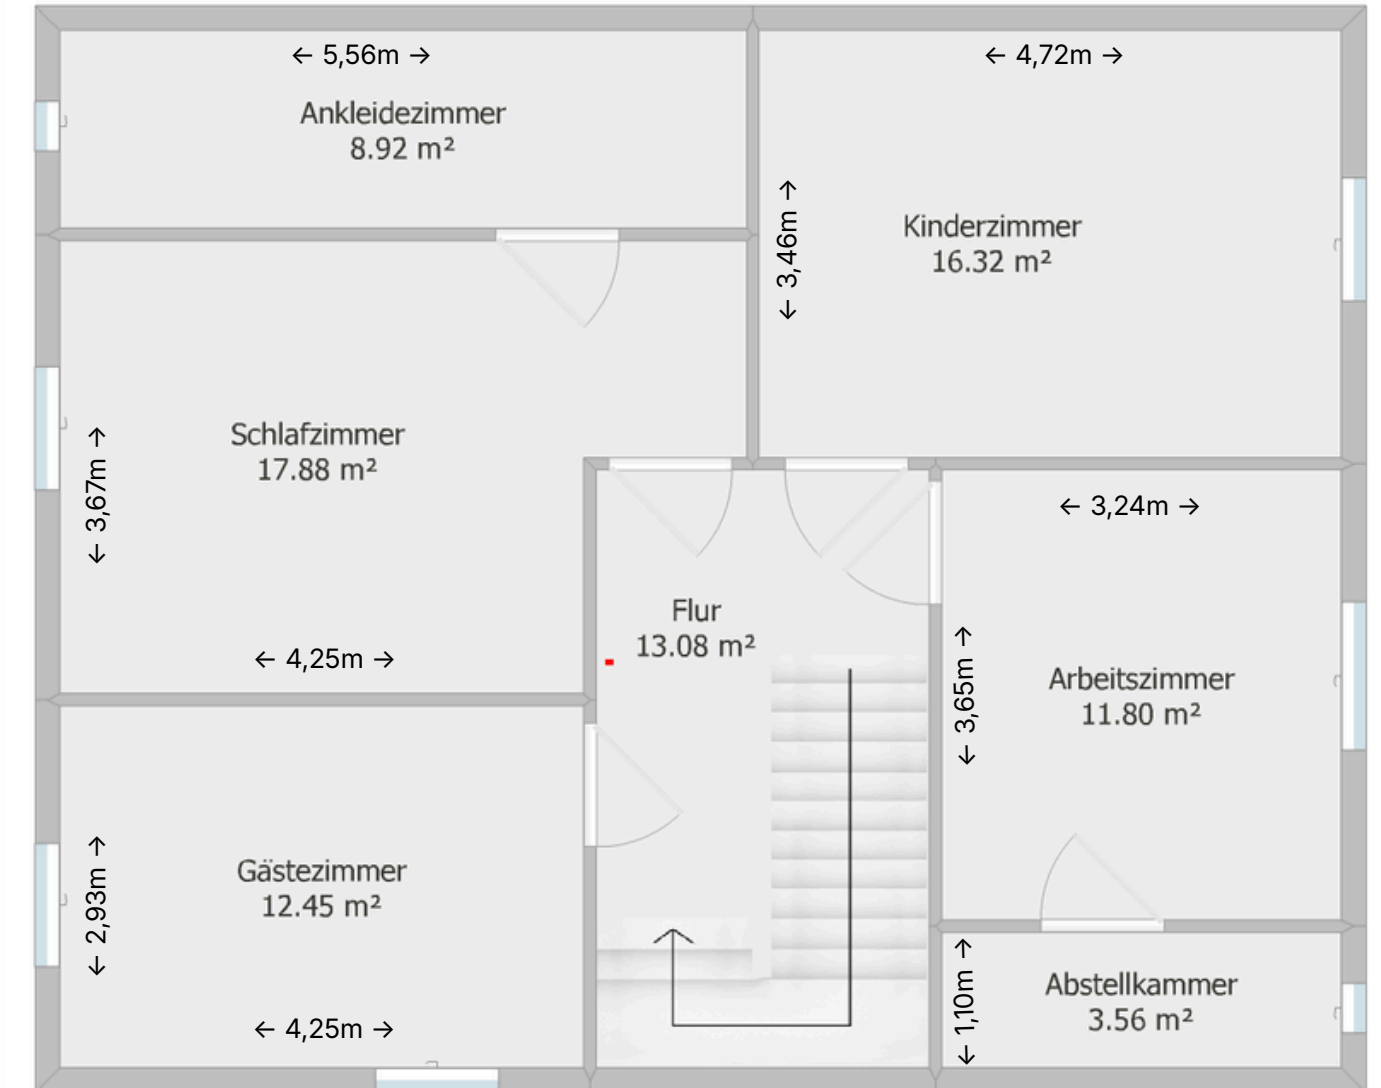 ← 5,56m →
Ankleidezimmer
8.92 m²
← 4,72m →
← 3,46m →
Kinderzimmer
16.32 m²
Schlafzimmer
17.88 m²
← 3,67m →
← 4,25m →
← 3,24m →
Flur
13.08 m²
← 3,65m →
Arbeitszimmer
11.80 m²
Gästezimmer
12.45 m²
← 2,93m →
← 4,25m →
← 1,10m →
Abstellkammer
3.56 m²